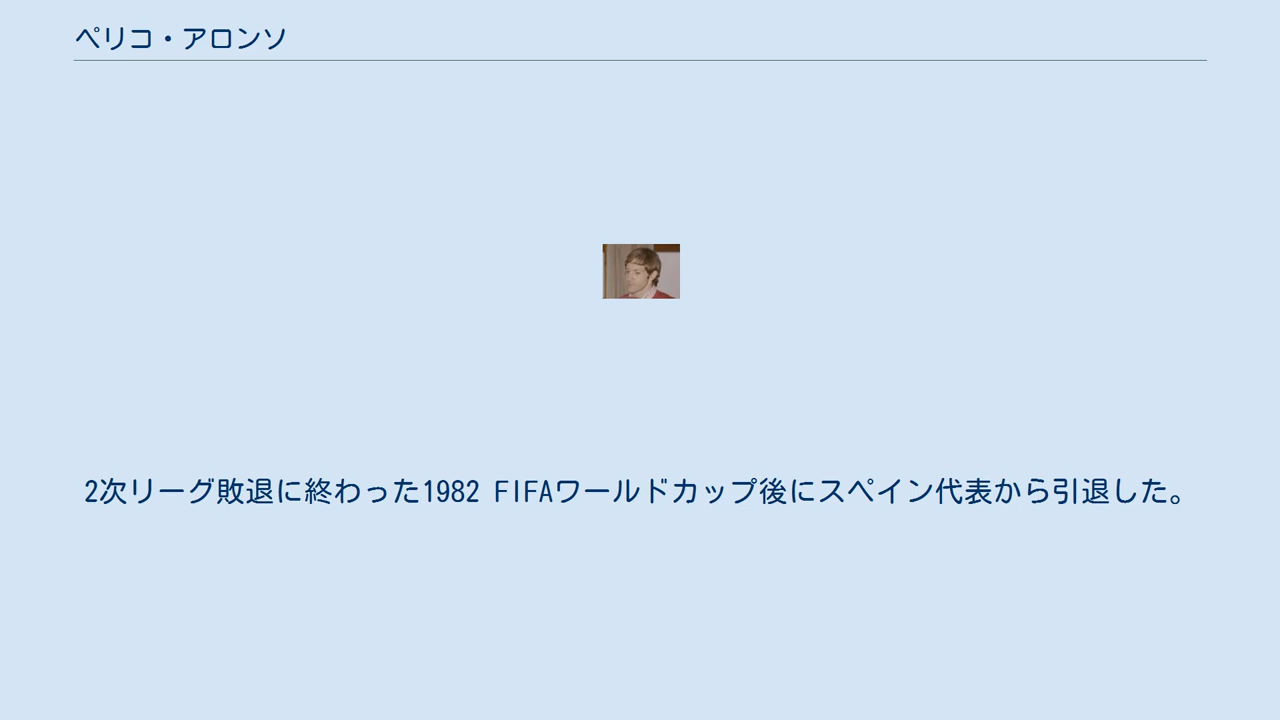 ペリコ・アロンソ
2次リーグ敗退に終わった1982 FIFAワールドカップ後にスペイン代表から引退した。